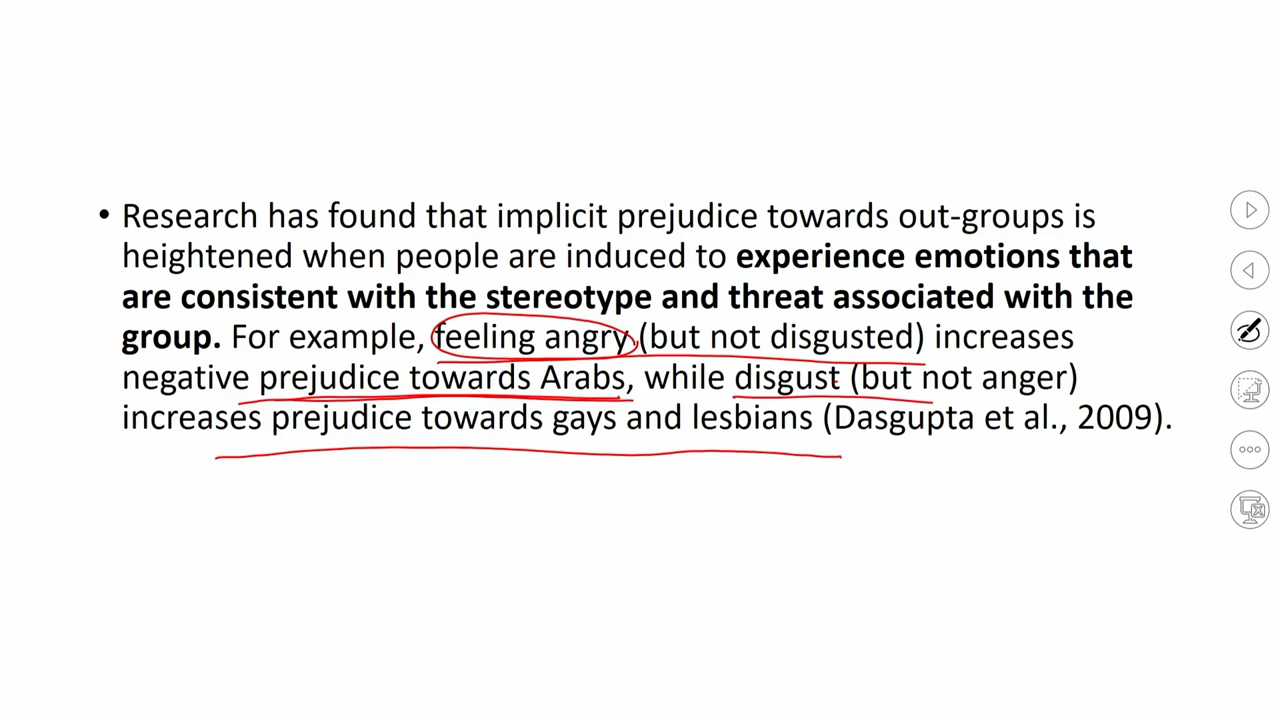 • Research has found that implicit prejudice towards out-groups is
heightened when people are induced to experience emotions that
are consistent with the stereotype and threat associated with the
group. For example, feeling angry (but not disgusted) increases
negative prejudice towards Arabs, while disgust (but not anger)
increases prejudice towards gays and lesbians (Dasgupta et al., 2009).